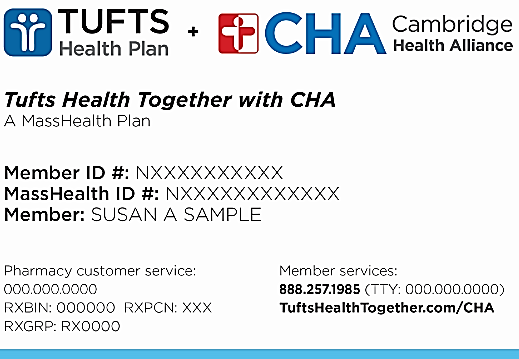 TUFTS
Health Plan
+
CHA
Cambridge
Health Alliance
Tufts Health Together with CHA
A MassHealth Plan
Member ID #: NXXXXXXXXXX
MassHealth ID #: NXXXXXXXXXXXX
Member: SUSAN A SAMPLE
Pharmacy customer service:
000.000.0000
RXBIN: 000000 RXPCN: XXX
RXGRP: RX0000
Member services:
888.257.1985 (TTY: 000.000.0000)
TuftsHealthTogether.com/CHA